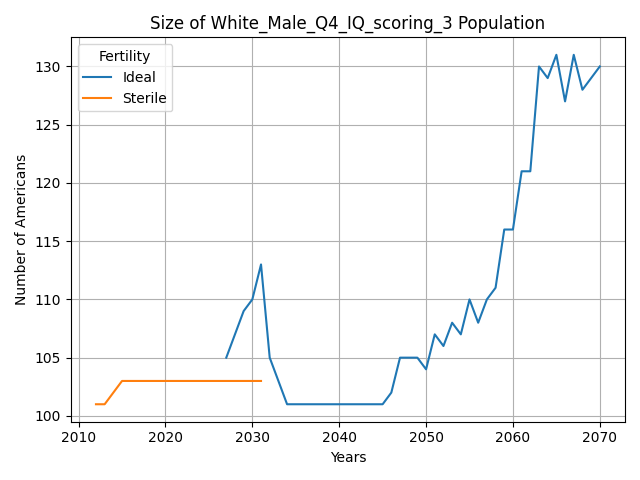 Size of White_Male_Q4_IQ_scoring_3 Population
Fertility
Ideal
Sterile
Number of Americans
130
125
120
115
110
105
100
2010 2020 2030 2040 2050 2060 2070
Years